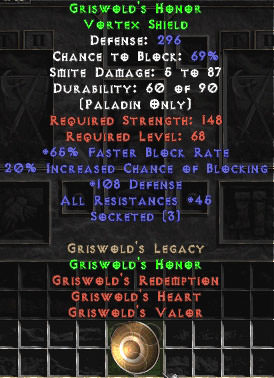 Griswold's Honor
Vortex Shield
Defense: 296
Chance to Block: 69%
Smite Damage: 5 to 87
Durability: 60 of 90
(Paladin Only)
Required Strength: 148
Required Level: 68
+65% Faster Block Rate
20% Increased Chance of Blocking
+108 Defense
All Resistances +45
Socketed (3)
Griswold's Legacy
Griswold's Honor
Griswold's Redemption
Griswold's Heart
Griswold's Valor